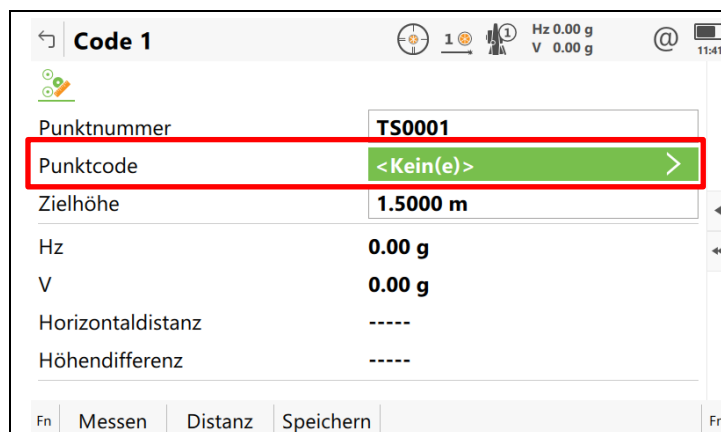 Code 1
1
1
Hz 0.00 g
V 0.00 g
@
11:41
Punktnummer TS0001
Punktcode <Kein(e)>
Zielhöhe 1.5000 m
Hz 0.00 g
V 0.00 g
Horizontaldistanz -----
Höhendifferenz -----
Fn Messen Distanz Speichern